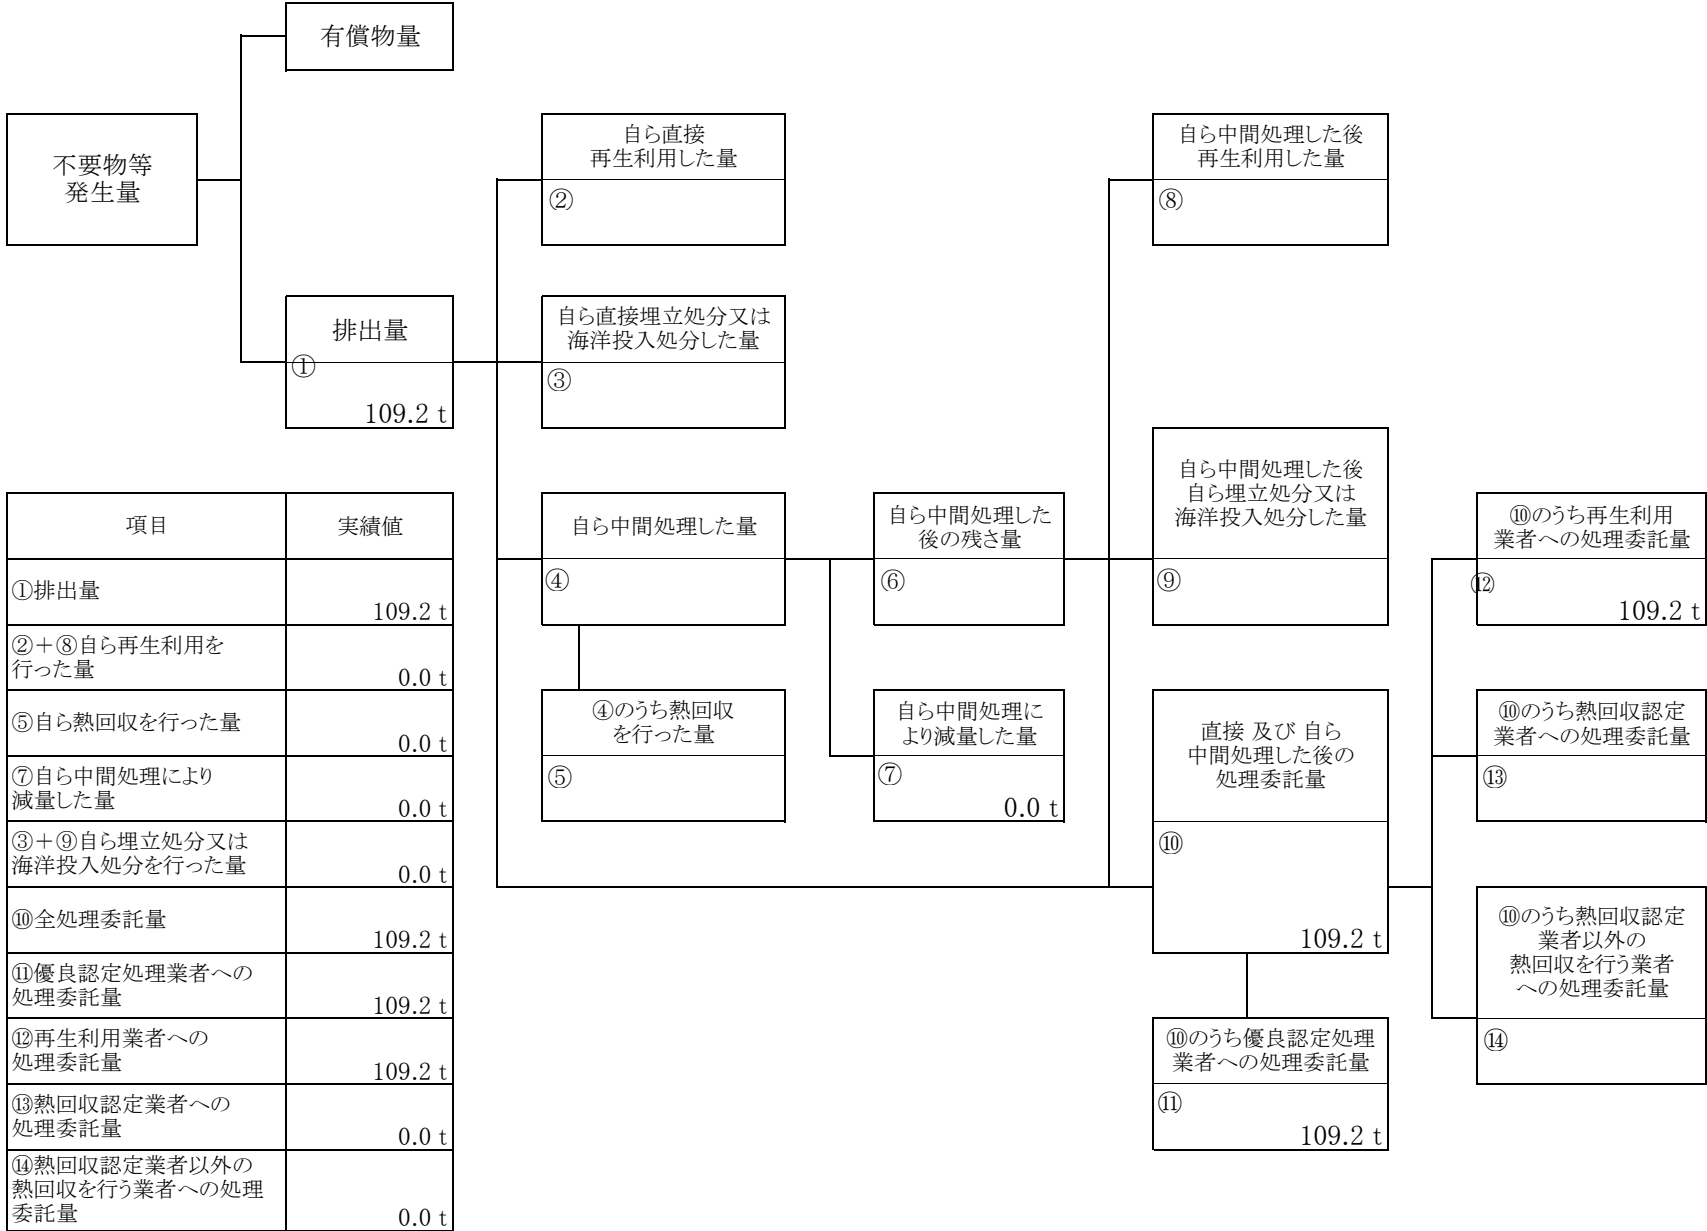 有償物量
不要物等
発生量
自ら直接
再生利用した量
②
自ら中間処理した後
再生利用した量
⑧
排出量
①
109.2 t
自ら直接埋立処分又は
海洋投入処分した量
③
自ら中間処理した量
④
自ら中間処理した
後の残さ量
⑥
自ら中間処理した後
自ら埋立処分又は
海洋投入処分した量
⑨
⑩のうち再生利用
業者への処理委託量
⑫
109.2 t
④のうち熱回収
を行った量
⑤
自ら中間処理に
より減量した量
⑦
0.0 t
直接 及び 自ら
中間処理した後の
処理委託量
⑩
109.2 t
⑩のうち熱回収認定
業者への処理委託量
⑬
⑩のうち熱回収認定
業者以外の
熱回収を行う業者
への処理委託量
⑭
⑩のうち優良認定処理
業者への処理委託量
⑪
109.2 t
項目 実績値
①排出量
109.2 t
②+⑧自ら再生利用を
行った量
0.0 t
⑤自ら熱回収を行った量
0.0 t
⑦自ら中間処理により
減量した量
0.0 t
③+⑨自ら埋立処分又は
海洋投入処分を行った量
0.0 t
⑩全処理委託量
109.2 t
⑪優良認定処理業者への
処理委託量
109.2 t
⑫再生利用業者への
処理委託量
109.2 t
⑬熱回収認定業者への
処理委託量
0.0 t
⑭熱回収認定業者以外の
熱回収を行う業者への処理
委託量
0.0 t